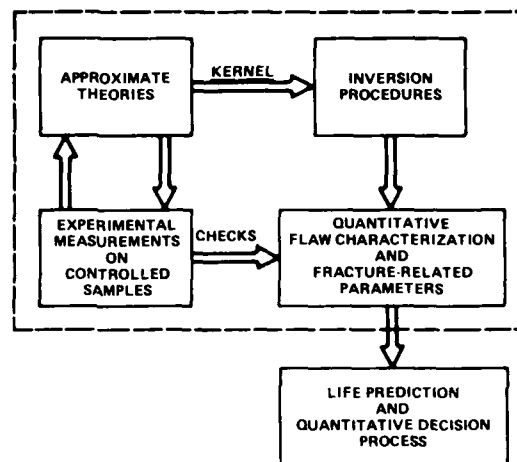 APPROXIMATE
THEORIES
KERNEL
INVERSION
PROCEDURES
EXPERIMENTAL
MEASUREMENTS
ON
CONTROLLED
SAMPLES
CHECKS
QUANTITATIVE
FLAW CHARACTERIZATION
AND
FRACTURE-RELATED
PARAMETERS
LIFE PREDICTION
AND
QUANTITATIVE DECISION
PROCESS